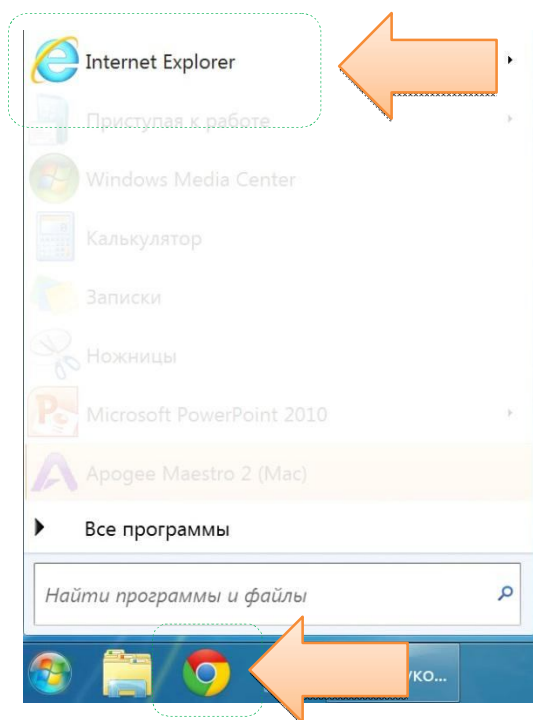 Internet Explorer
Приступая к работе
Windows Media Center
Калькулятор
Записки
Ножницы
Microsoft PowerPoint 2010
Apogee Maestro 2 (Mac)
Все программы
Найти программы и файлы
уко...